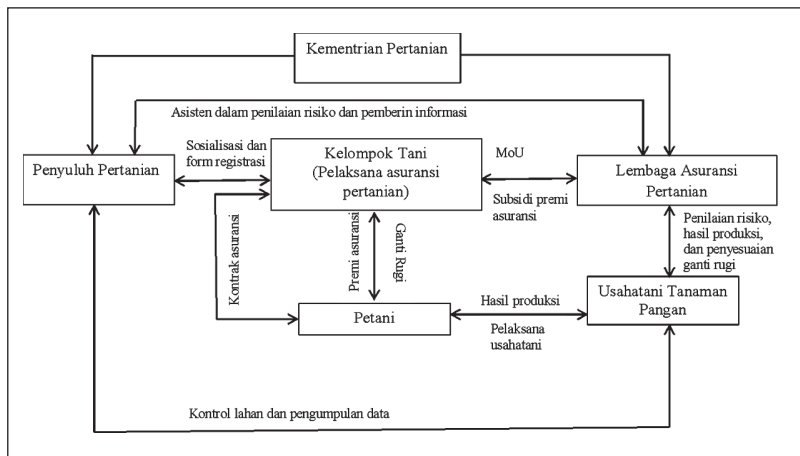 Kementrian Pertanian
Asisten dalam penilaian risiko dan pemberin informasi
Penyuluh Pertanian
Sosialisasi dan
form registrasi
Kelompok Tani
(Pelaksana asuransi
pertanian)
MoU
Subsidi premi
asuransi
Lembaga Asuransi
Pertanian
Kontrak asuransi
Premi asuransi
Ganti Rugi
Penilaian risiko,
hasil produksi,
dan penyesuaian
ganti rugi
Petani
Hasil produksi
Pelaksana
usahatani
Usahatani Tanaman
Pangan
Kontrol lahan dan pengumpulan data